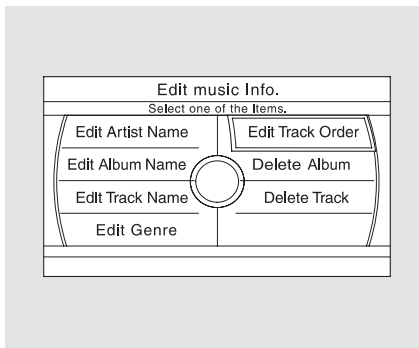 Edit music Info.
Select one of the Items.
Edit Artist Name
Edit Album Name
Edit Track Name
Edit Genre
Edit Track Order
Delete Album
Delete Track